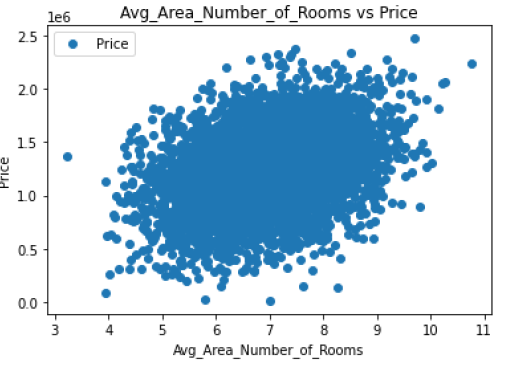 Avg_Area_Number_of_Rooms vs Price
1e6
Price
2.5
2.0
1.5
1.0
0.5
0.0
Price
3 4 5 6 7 8 9 10 11
Avg_Area_Number_of_Rooms